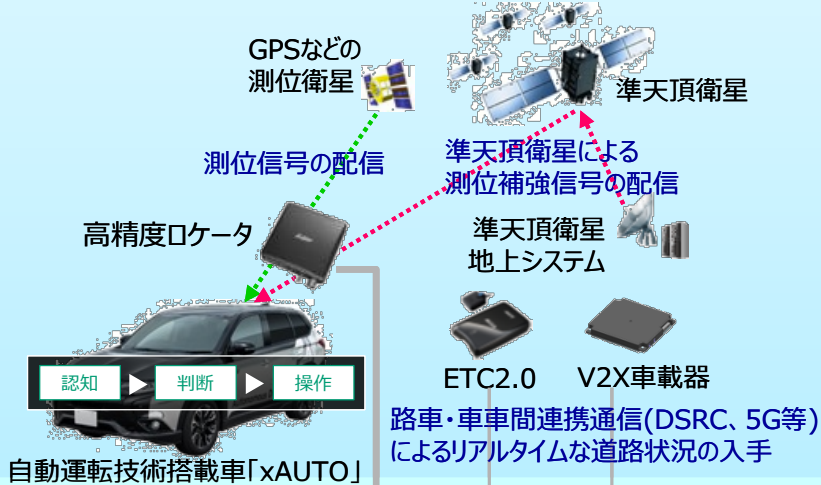 GPSなどの
測位衛星
準天頂衛星
測位信号の配信
準天頂衛星による
測位補強信号の配信
高精度ロケータ
準天頂衛星
地上システム
認知
判断
操作
ETC2.0
V2X車載器
路車・車車間連携通信(DSRC、5G等)
によるリアルタイムな道路状況の入手
自動運転技術搭載車「xAUTO」